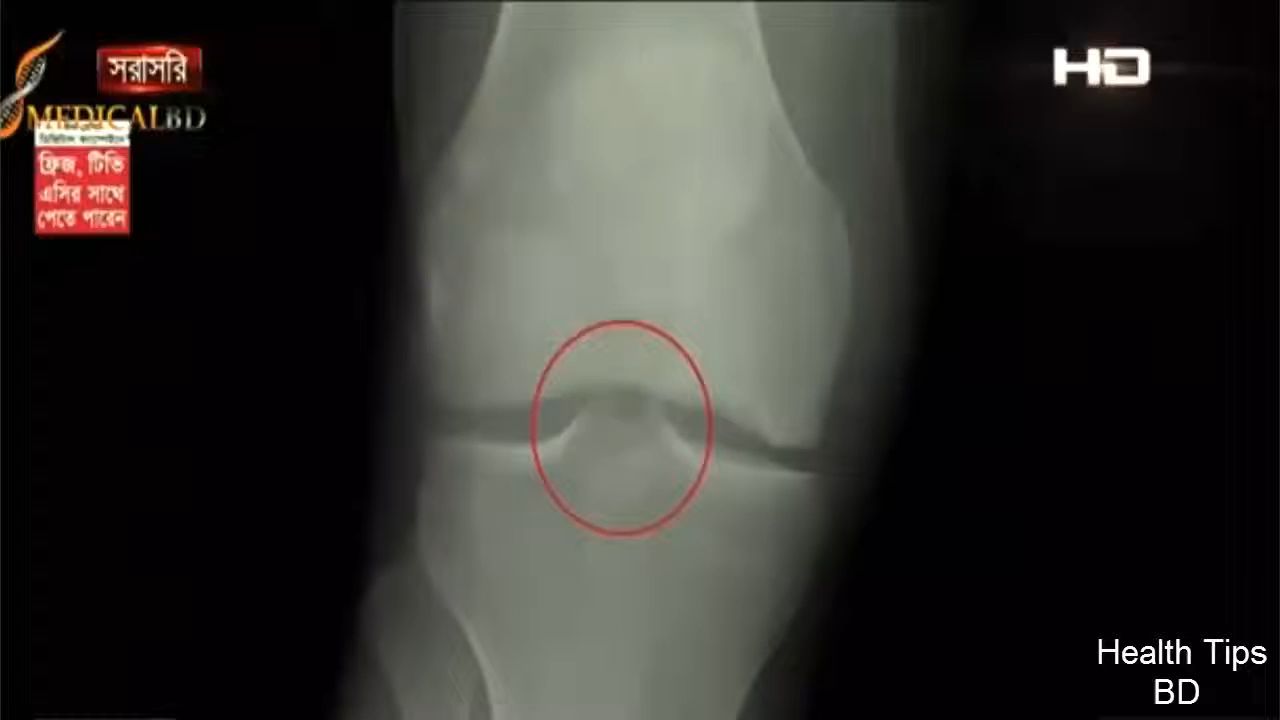 সরাসরি
HD
MEDICALBD
ফ্রিজ, টিভি
এসির সাথে
পেতে পারেন
Health Tips
BD